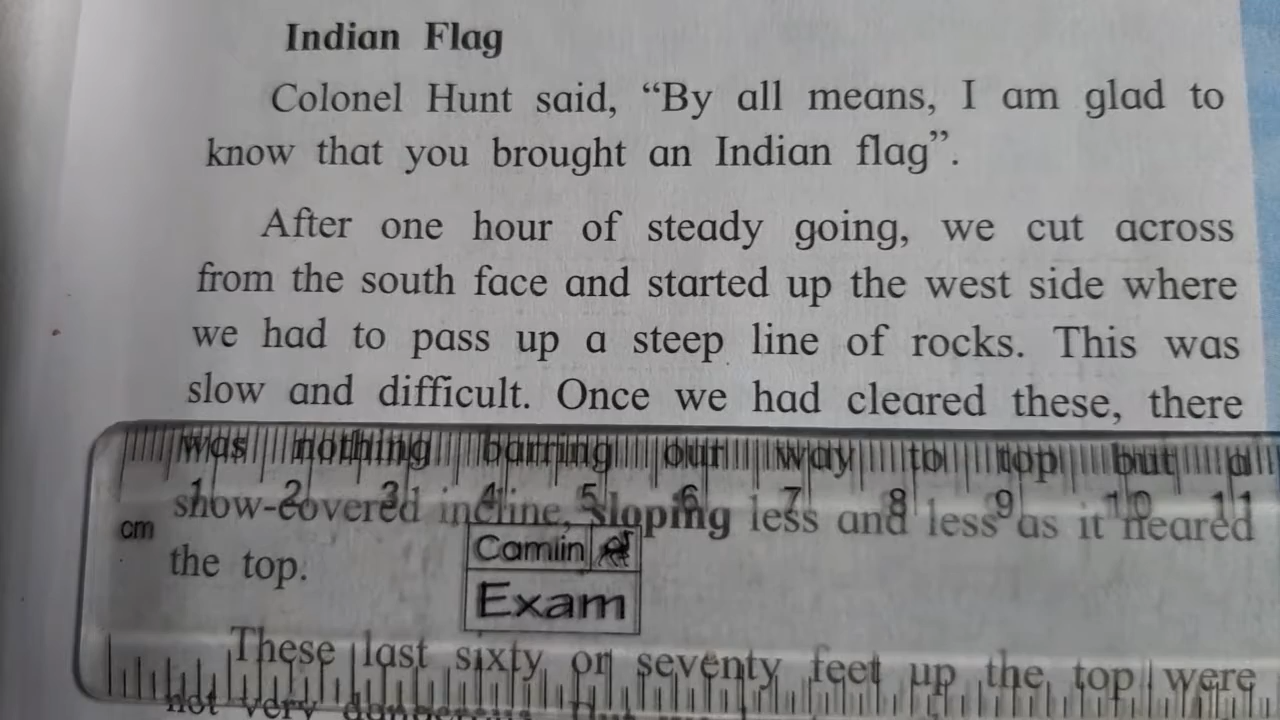 Indian Flag
Colonel Hunt said, “By all means, I am glad to
know that you brought an Indian flag”.
After one hour of steady going, we cut across
from the south face and started up the west side where
we had to pass up a steep line of rocks. This was
slow and difficult. Once we had cleared these, there
was nothing barring our way to top but a
1 2 3 4 5 6 7 8 9 10 11
show-covered incline, sloping less and less as it neared
cm
the top.
Camlin
Exam
These last sixty or seventy feet up the top were
not very dangerous. But